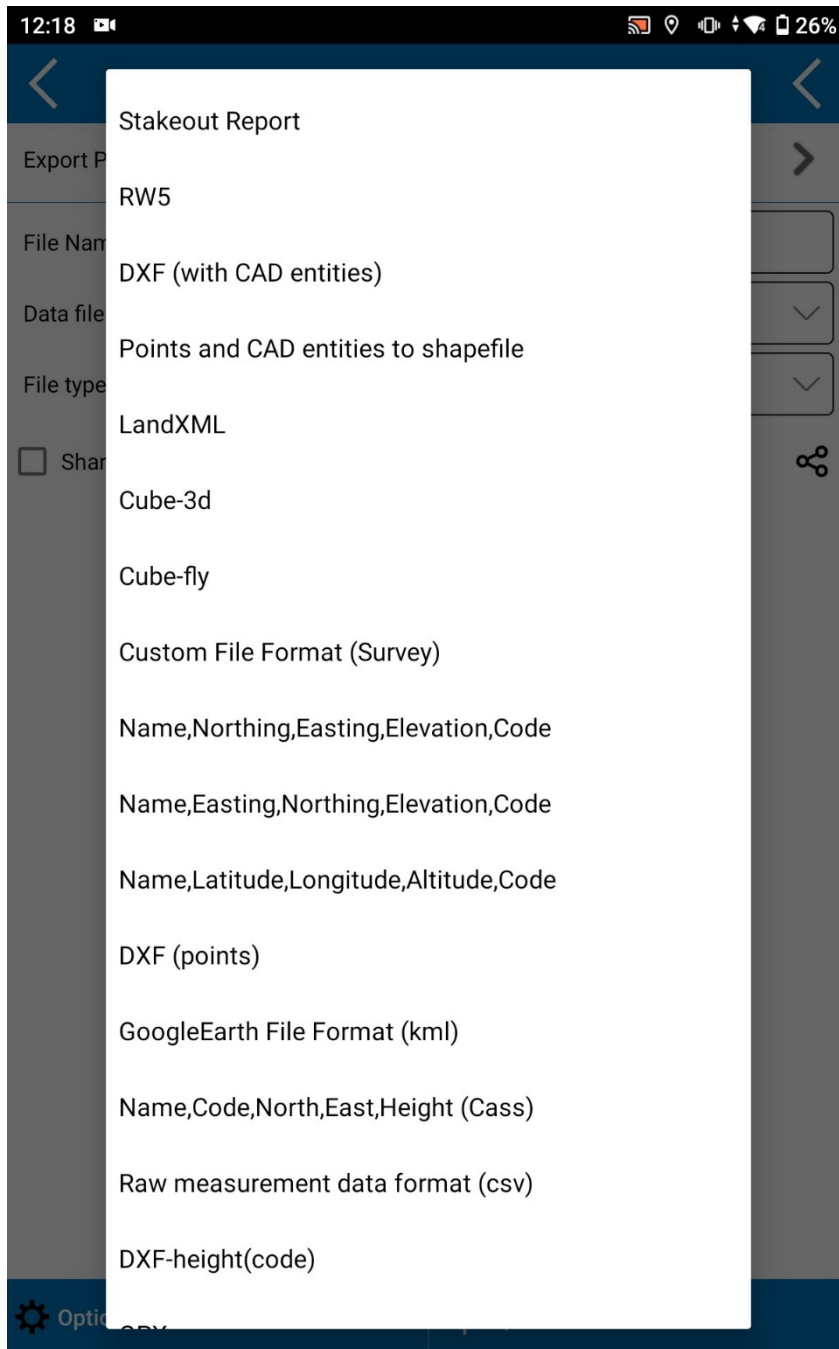 12:18
26%
Export P
File Nam
Data file
File type
Shar
Stakeout Report
RW5
DXF (with CAD entities)
Points and CAD entities to shapefile
LandXML
Cube-3d
Cube-fly
Custom File Format (Survey)
Name,Northing,Easting,Elevation,Code
Name,Easting,Northing,Elevation,Code
Name,Latitude,Longitude,Altitude,Code
DXF (points)
GoogleEarth File Format (kml)
Name,Code,North,East,Height (Cass)
Raw measurement data format (csv)
DXF-height(code)
Optio